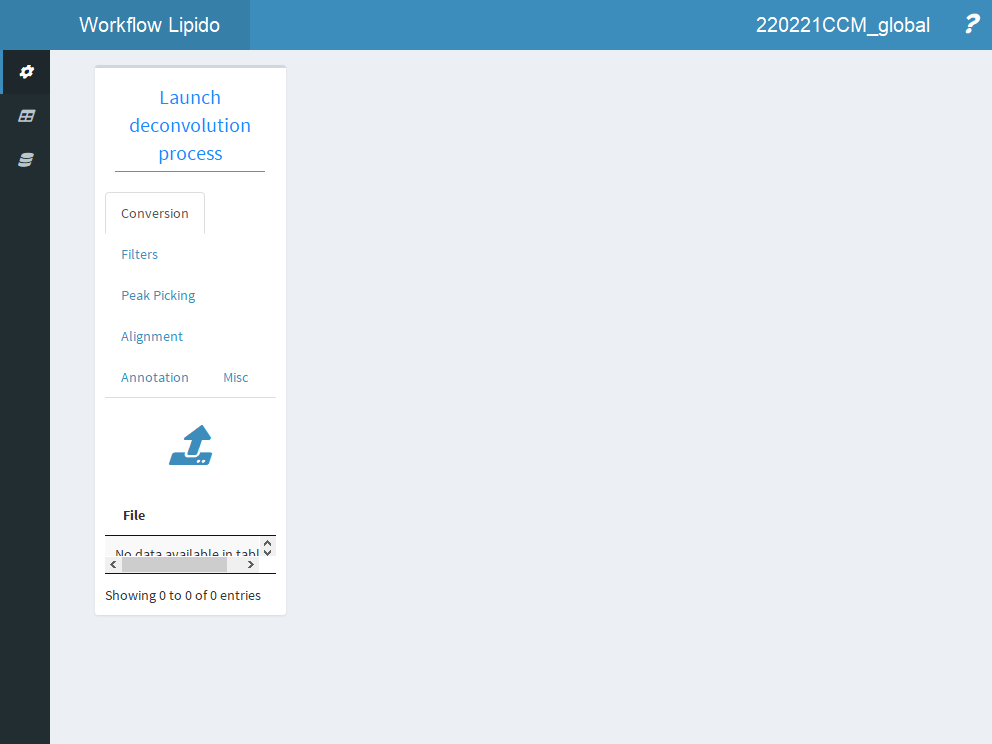 Workflow Lipido
220221CCM_global
?
Launch
deconvolution
process
Conversion
Filters
Peak Picking
Alignment
Annotation Misc
File
No data available in tabl
Showing 0 to 0 of 0 entries